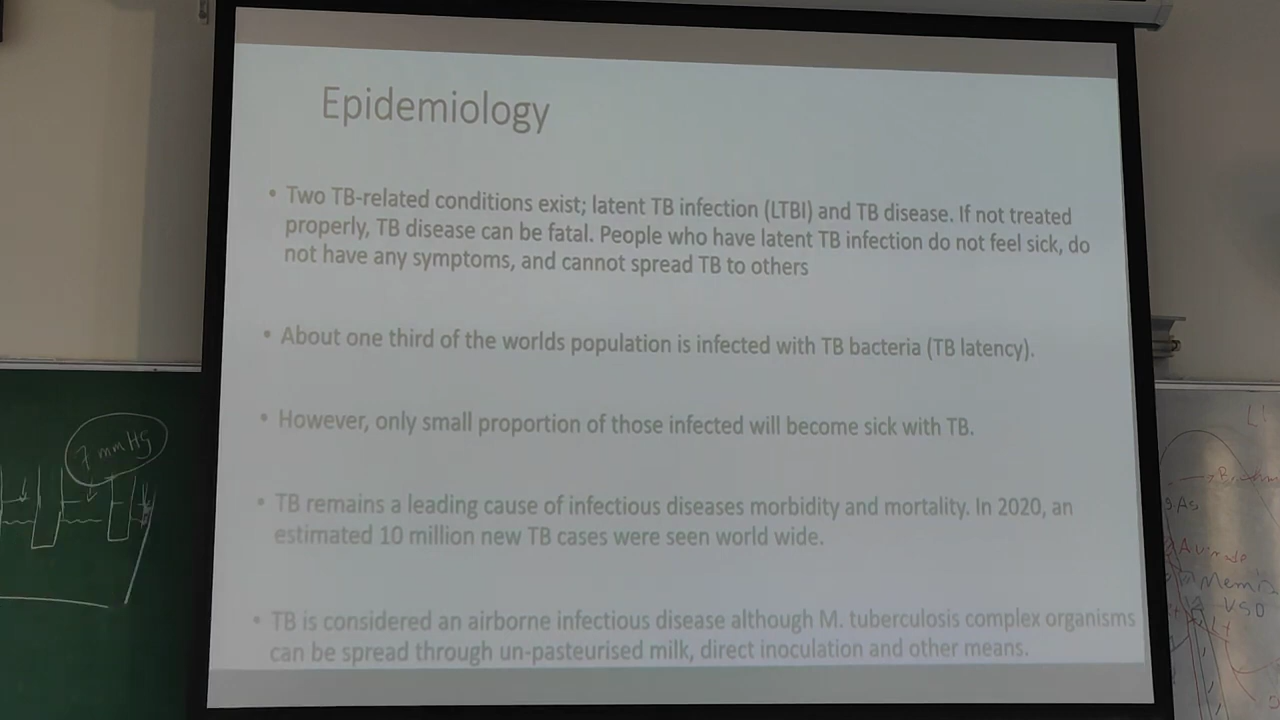 Epidemiology
• Two TB-related conditions exist; latent TB infection (LTBI) and TB disease. If not treated
properly, TB disease can be fatal. People who have latent TB infection do not feel sick, do
not have any symptoms, and cannot spread TB to others
• About one third of the worlds population is infected with TB bacteria (TB latency).
• However, only small proportion of those infected will become sick with TB.
• TB remains a leading cause of infectious diseases morbidity and mortality. In 2020, an
estimated 10 million new TB cases were seen world wide.
• TB is considered an airborne infectious disease although M. tuberculosis complex organisms
can be spread through un-pasteurised milk, direct inoculation and other means.
7 mmHg
As
VSD